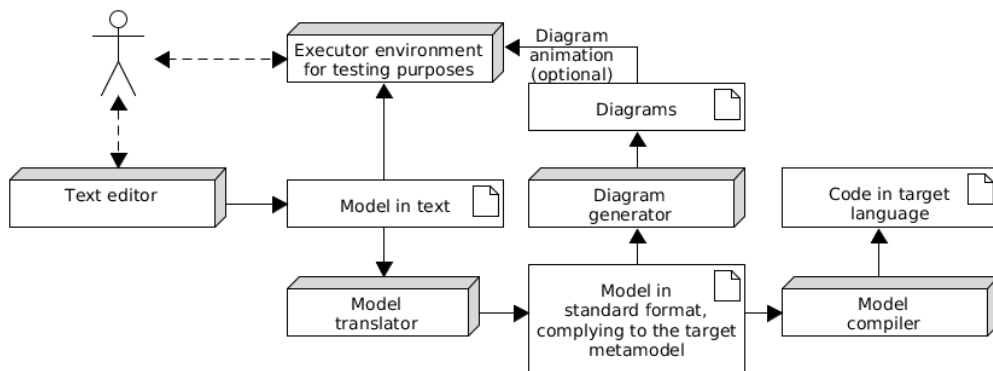 Executor environment
for testing purposes
Diagram
animation
(optional)
Diagrams
Text editor
Model in text
Diagram
generator
Code in target
language
Model
translator
Model in
standard format,
complying to the target
metamodel
Model
compiler